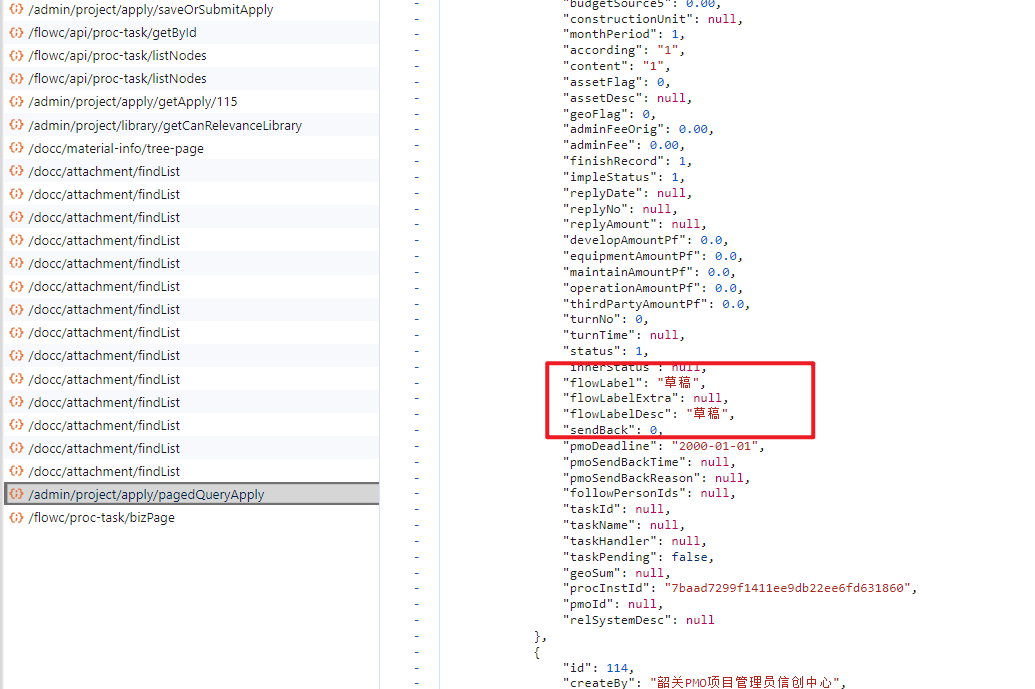 /admin/project/apply/saveOrSubmitApply
/flowc/api/proc-task/getById
/flowc/api/proc-task/listNodes
/flowc/api/proc-task/listNodes
/admin/project/apply/getApply/115
/admin/project/library/getCanRelevanceLibrary
/docc/material-info/tree-page
/docc/attachment/findList
/docc/attachment/findList
/docc/attachment/findList
/docc/attachment/findList
/docc/attachment/findList
/docc/attachment/findList
/docc/attachment/findList
/docc/attachment/findList
/docc/attachment/findList
/docc/attachment/findList
/docc/attachment/findList
/docc/attachment/findList
/docc/attachment/findList
/docc/attachment/findList
/admin/project/apply/pagedQueryApply
/flowc/proc-task/bizPage
"budgetSource5": 0.00,
"constructionUnit": null,
"monthPeriod": 1,
"according": "1",
"content": "1",
"assetFlag": 0,
"assetDesc": null,
"geoFlag": 0,
"adminFeeOrig": 0.00,
"adminFee": 0.00,
"finishRecord": 1,
"impleStatus": 1,
"replyDate": null,
"replyNo": null,
"replyAmount": null,
"developAmountPf": 0.0,
"equipmentAmountPf": 0.0,
"maintainAmountPf": 0.0,
"operationAmountPf": 0.0,
"thirdPartyAmountPf": 0.0,
"turnNo": 0,
"turnTime": null,
"status": 1,
"innerStatus": null,
"flowLabel": "草稿",
"flowLabelExtra": null,
"flowLabelDesc": "草稿",
"sendBack": 0,
"pmoDeadline": "2000-01-01",
"pmoSendBackTime": null,
"pmoSendBackReason": null,
"followPersonIds": null,
"taskId": null,
"taskName": null,
"taskHandler": null,
"taskPending": false,
"geoSum": null,
"procInstId": "7baad7299f1411ee9db22ee6fd631860",
"pmoId": null,
"relSystemDesc": null
},
{
"id": 114,
"createBy": "韶关PMO项目管理员信创中心",